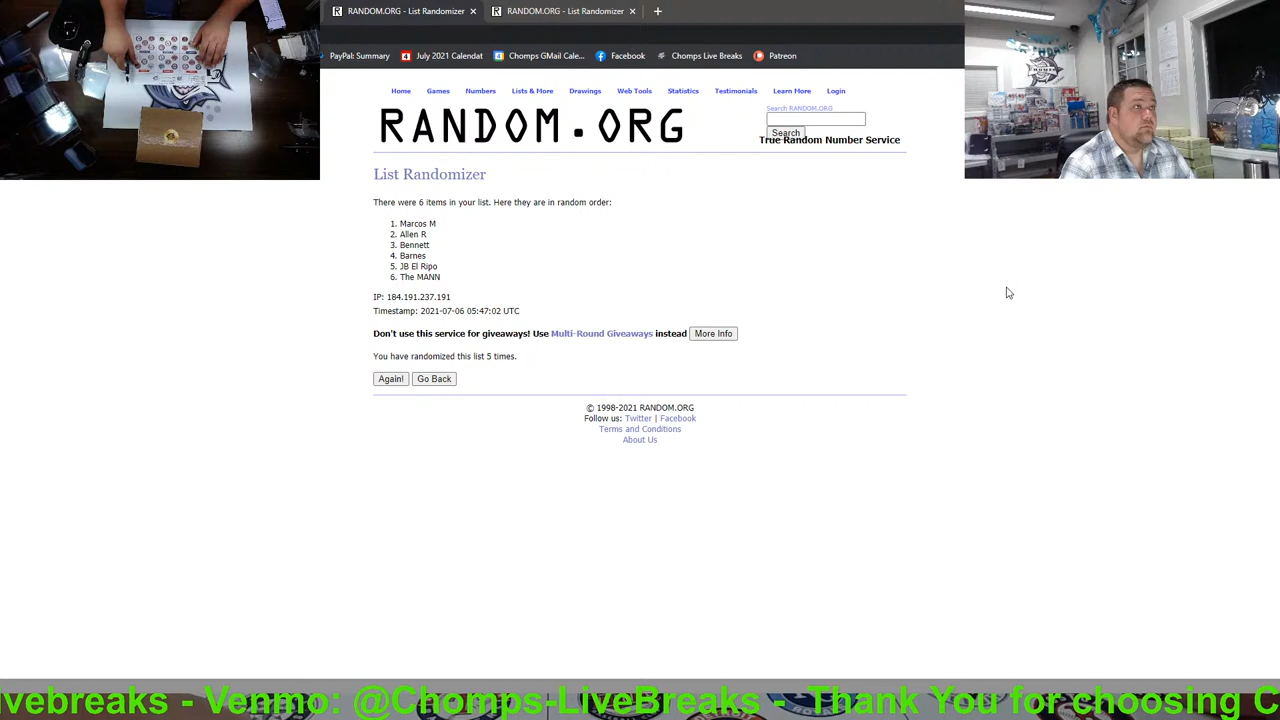 RANDOM.ORG - List Randomizer × RANDOM.ORG - List Randomizer × +
PayPal: Summary July 2021 Calendat Chomps GMail Cale... Facebook Chomps Live Breaks Patreon
Home Games Numbers Lists & More Drawings Web Tools Statistics Testimonials Learn More Login
Search RANDOM.ORG
RANDOM.ORG
Search
True Random Number Service
List Randomizer
There were 6 items in your list. Here they are in random order:
1. Marcos M
2. Allen R
3. Bennett
4. Barnes
5. JB El Ripo
6. The MANN
IP: 184.191.237.191
Timestamp: 2021-07-06 05:47:02 UTC
Don't use this service for giveaways! Use Multi-Round Giveaways instead More Info
You have randomized this list 5 times.
Again! Go Back
© 1998-2021 RANDOM.ORG
Follow us: Twitter | Facebook
Terms and Conditions
About Us
ivebreaks - Venmo: @Chomps-LiveBreaks - Thank You for choosing C